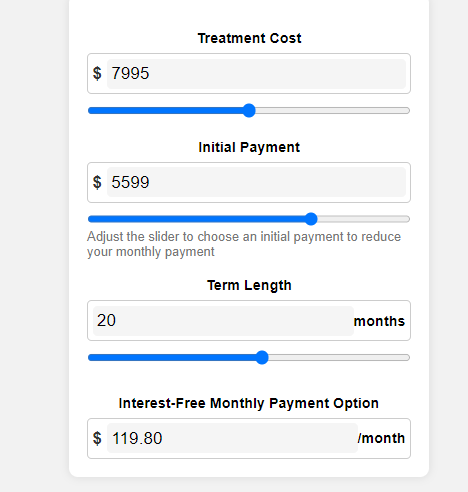 Treatment Cost
$ 7995
Initial Payment
$ 5599
Adjust the slider to choose an initial payment to reduce
your monthly payment
Term Length
20 months
Interest-Free Monthly Payment Option
$ 119.80 /month